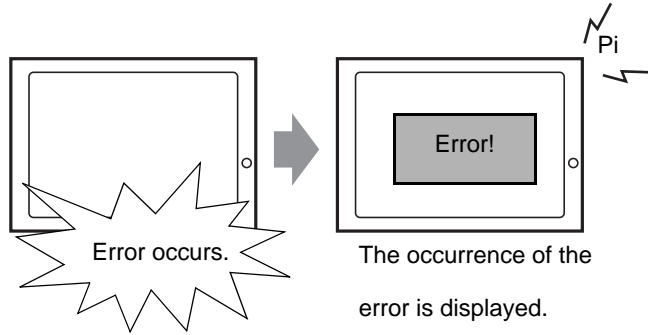 Pi
Error!
Error occurs.
The occurrence of the
error is displayed.